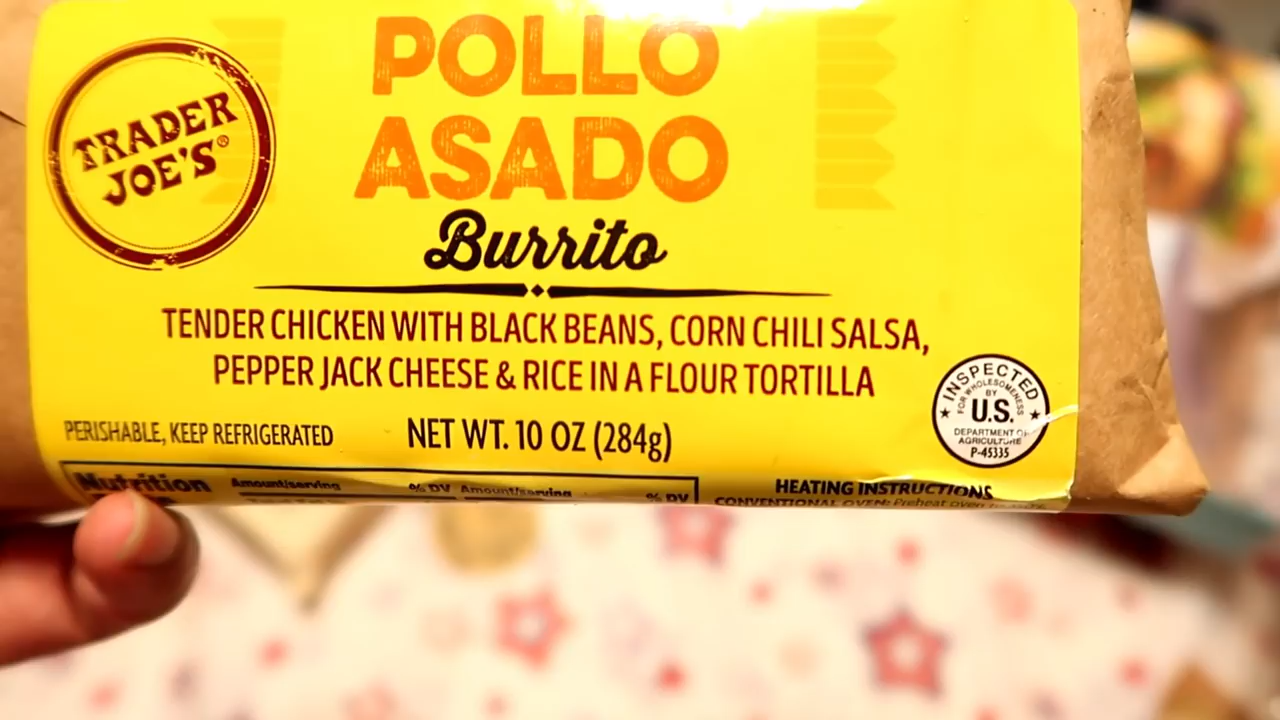 TRADER
JOE'S®
POLLO
ASADO
Burrito
TENDER CHICKEN WITH BLACK BEANS, CORN CHILI SALSA,
PEPPER JACK CHEESE & RICE IN A FLOUR TORTILLA
PERISHABLE, KEEP REFRIGERATED
NET WT. 10 OZ (284g)
INSPECTED
FOR WHOLESOMENESS
BY
U.S.
DEPARTMENT OF
AGRICULTURE
P-45335
Nutrition
Amount/serving % DV Amount/serving % DV
HEATING INSTRUCTIONS
CONVENTIONAL OVEN: Preheat oven to